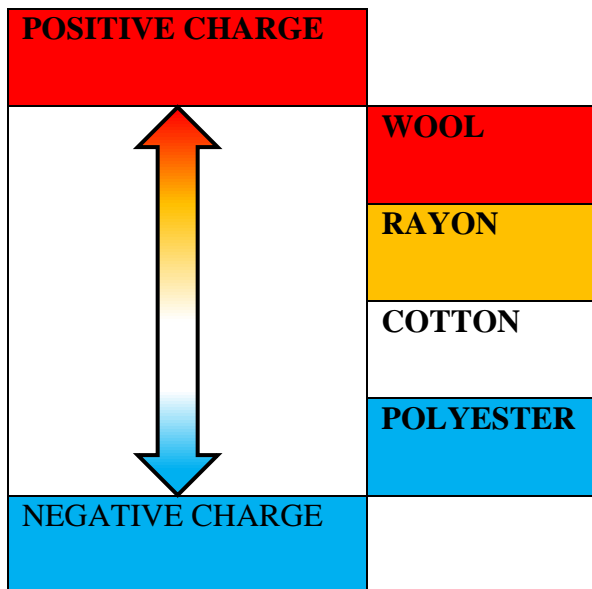 POSITIVE CHARGE
WOOL
RAYON
COTTON
POLYESTER
NEGATIVE CHARGE